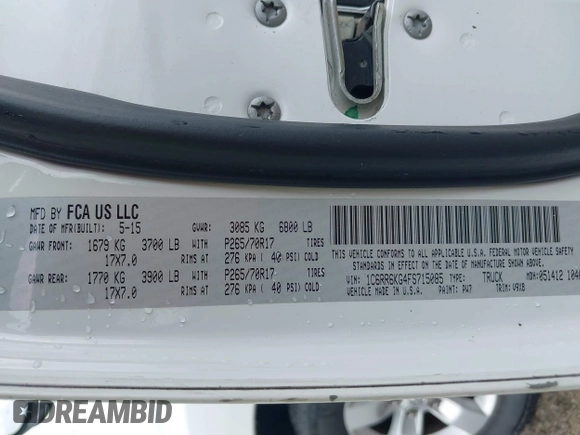 MFD BY FCA US LLC
DATE OF MFR(BUILT): 5-15 GVWR: 3085 KG 6800 LB
GAWR FRONT: 1679 KG 3700 LB WITH P265/70R17 TIRES
17X7.0 RIMS AT 276 KPA ( 40 PSI) COLD
GAWR REAR: 1770 KG 3900 LB WITH P265/70R17 TIRES
17X7.0 RIMS AT 276 KPA ( 40 PSI) COLD
THIS VEHICLE CONFORMS TO ALL APPLICABLE U.S.A. FEDERAL MOTOR VEHICLE
SAFETY STANDARDS IN EFFECT ON THE DATE OF MANUFACTURE SHOWN ABOVE.
VIN: 1C6RR6KG4FS715085 TYPE: TRUCK MDH: 051412
MADE IN U.S.A. PAINT: PW7 TRIM: V9X8
DREAMBID